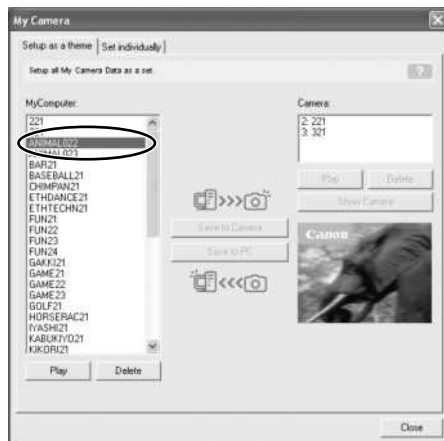 My Camera
Setup as a theme
Set individually
Setup all My Camera Data as a set.
?
MyComputer:
221
ANIMAL022
ANIMAL023
BAR21
BASEBALL21
CHIMPAN21
ETHDANCE21
ETHTECHN21
FUN21
FUN22
FUN23
FUN24
GAKKI21
GAME21
GAME22
GAME23
GOLF21
HORSERAC21
IYASHI21
KABUKIYO21
KIKORI21
Play
Delete
>>>
Save to Camera
Save to PC
<<<
Camera:
2: 221
3: 321
Play
Delete
Show Camera
Canon
Close